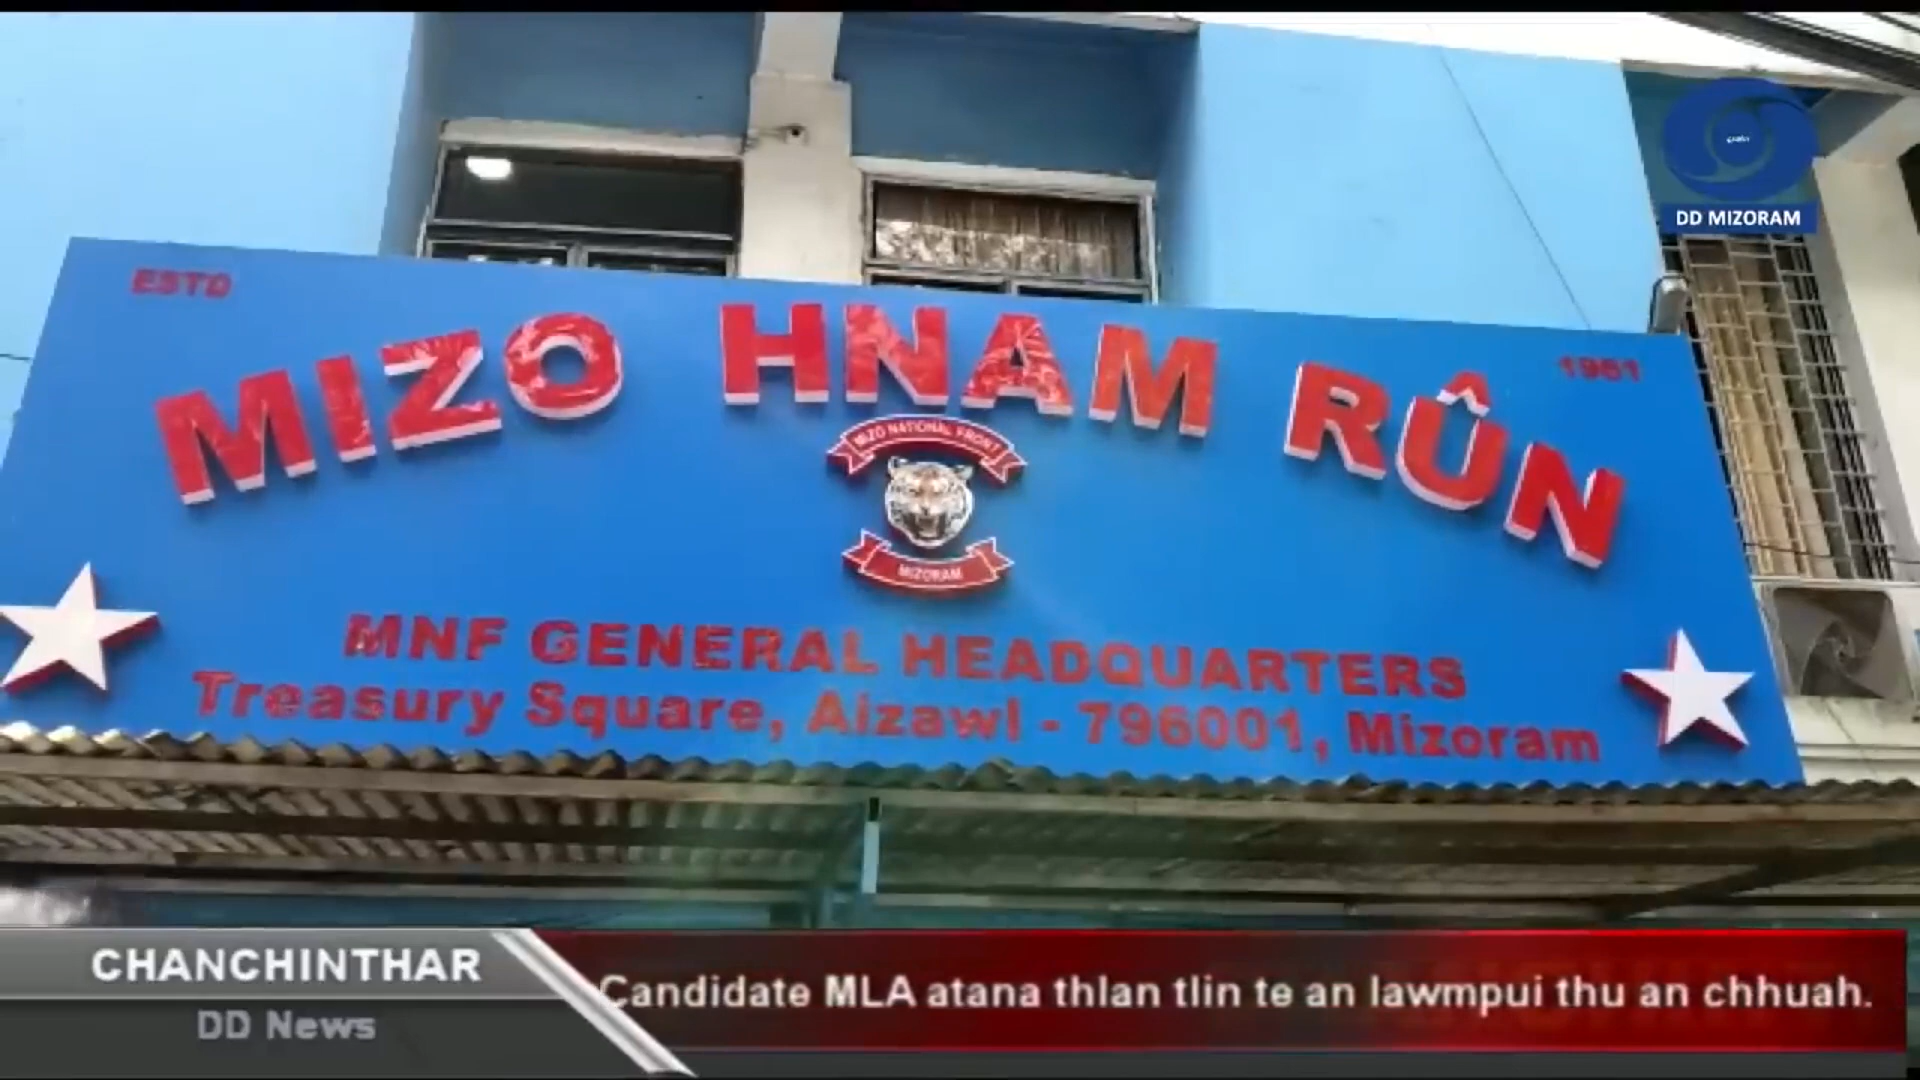 DD MIZORAM
ESTD
1961
MIZO HNAM RÛN
MIZO NATIONAL FRONT
MIZORAM
MNF GENERAL HEADQUARTERS
Treasury Square, Aizawl - 796001, Mizoram
CHANCHINTHAR
DD News
Candidate MLA atana thlan tlin te an lawmpui thu an chhuah.